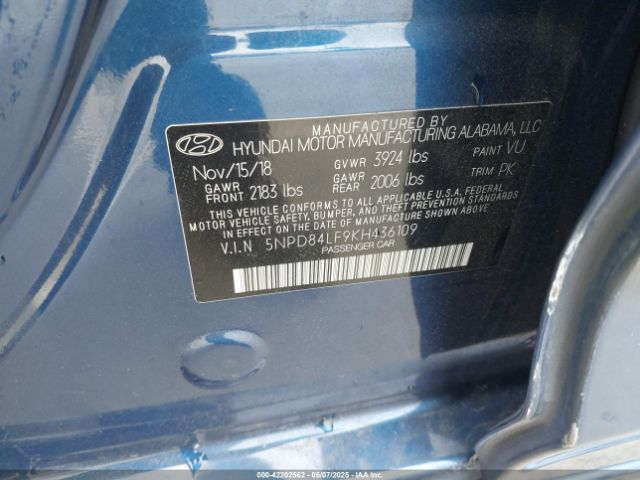 MANUFACTURED BY
HYUNDAI MOTOR MANUFACTURING ALABAMA, LLC
Nov/15/18 GVWR 3924 lbs PAINT VU
GAWR FRONT 2183 lbs GAWR REAR 2006 lbs TRIM PK
THIS VEHICLE CONFORMS TO ALL APPLICABLE U.S.A. FEDERAL
MOTOR VEHICLE SAFETY, BUMPER, AND THEFT PREVENTION STANDARDS
IN EFFECT ON THE DATE OF MANUFACTURE SHOWN ABOVE.
V.I.N 5NPD84LF9KH436109
PASSENGER CAR
000-42202562 - 05/07/2025 - IAAI.COM